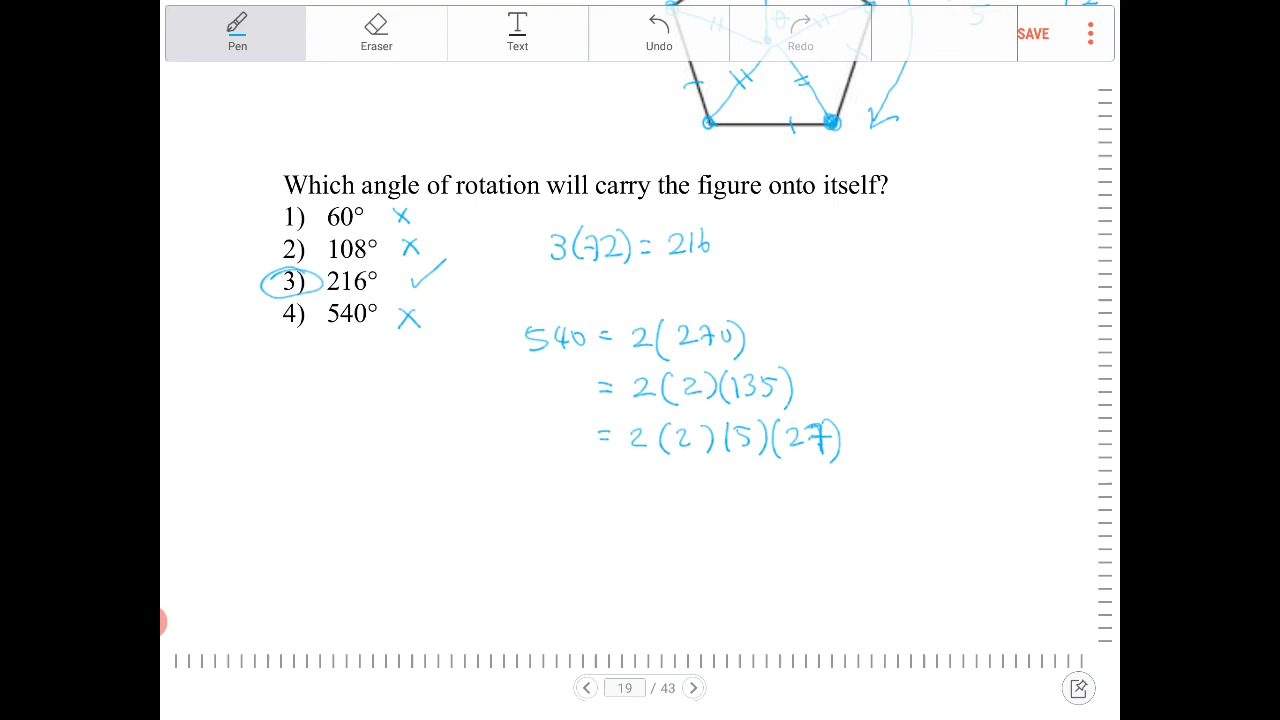 Pen
Eraser
Text
Undo
Redo
SAVE
Which angle of rotation will carry the figure onto itself?
1) 60° x
2) 108° x
3) 216° ✓
4) 540° x
3(72) = 216
540 = 2(270)
= 2(2)(135)
= 2(2)(5)(27)
19 / 43